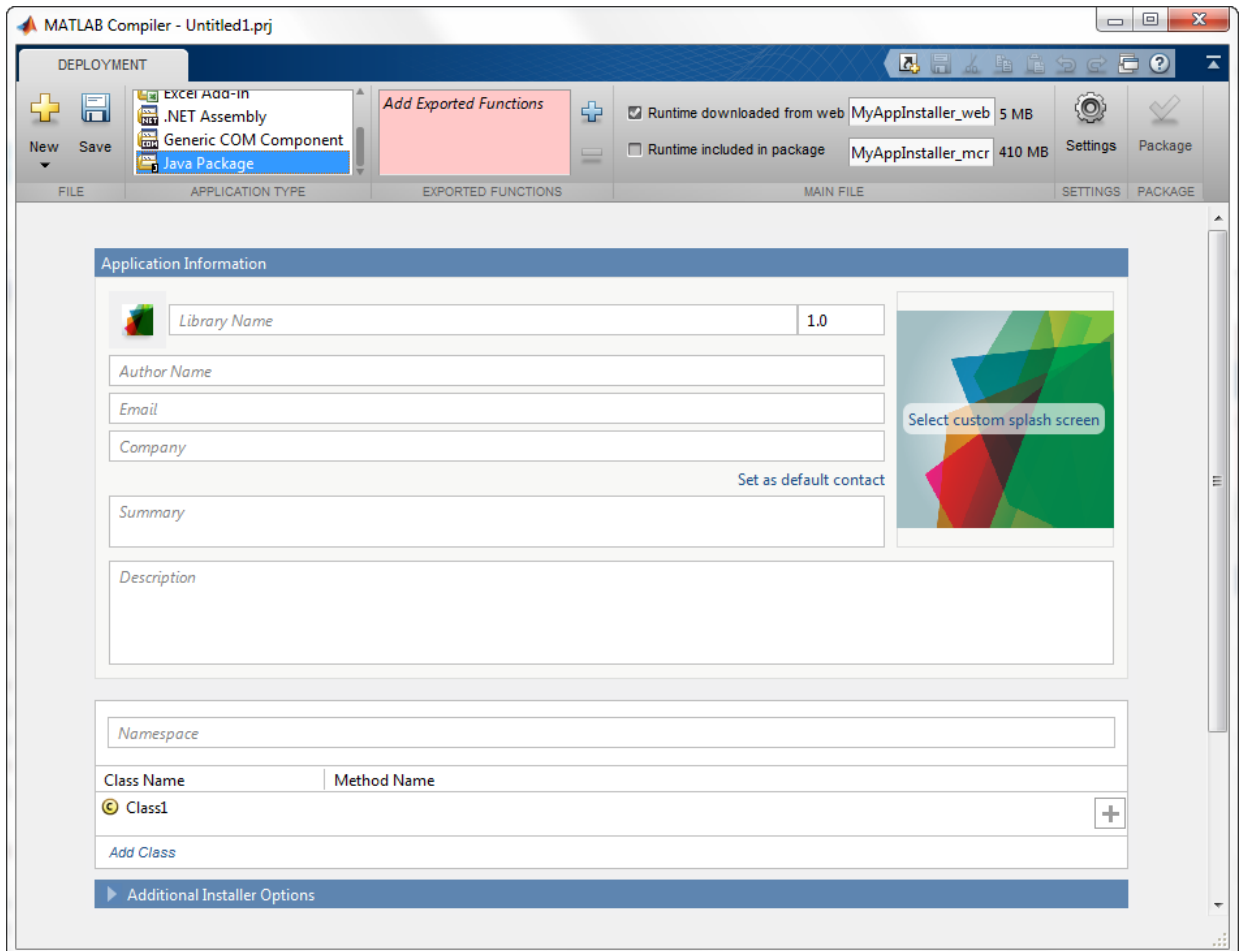 MATLAB Compiler - Untitled1.prj
DEPLOYMENT
New
Save
Excel Add-In
.NET Assembly
Generic COM Component
Java Package
Add Exported Functions
Runtime downloaded from web MyAppInstaller_web 5 MB
Runtime included in package MyAppInstaller_mcr 410 MB
Settings
Package
FILE APPLICATION TYPE EXPORTED FUNCTIONS MAIN FILE SETTINGS PACKAGE
Application Information
Library Name 1.0
Author Name
Email
Select custom splash screen
Company
Set as default contact
Summary
Description
Namespace
Class Name Method Name
Class1
Add Class
Additional Installer Options